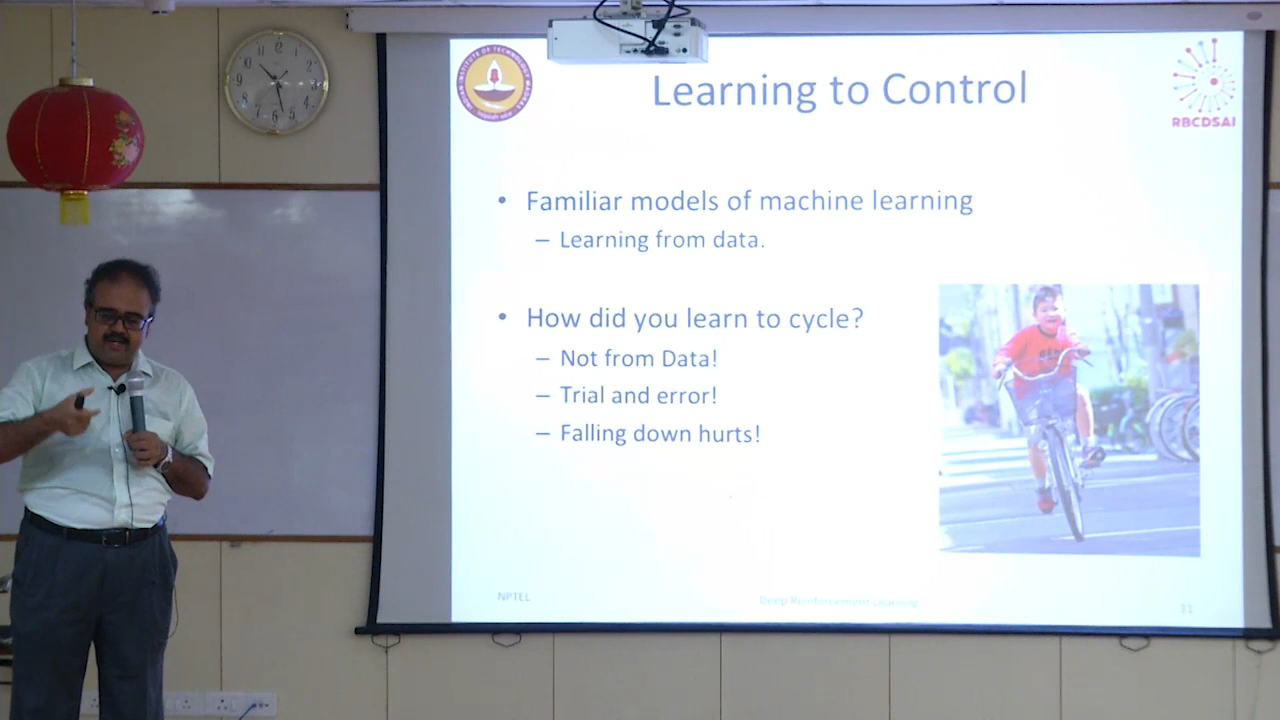 Learning to Control
RBCDSAI
• Familiar models of machine learning
– Learning from data.
• How did you learn to cycle?
– Not from Data!
– Trial and error!
– Falling down hurts!
NPTEL
Deep Reinforcement Learning
11